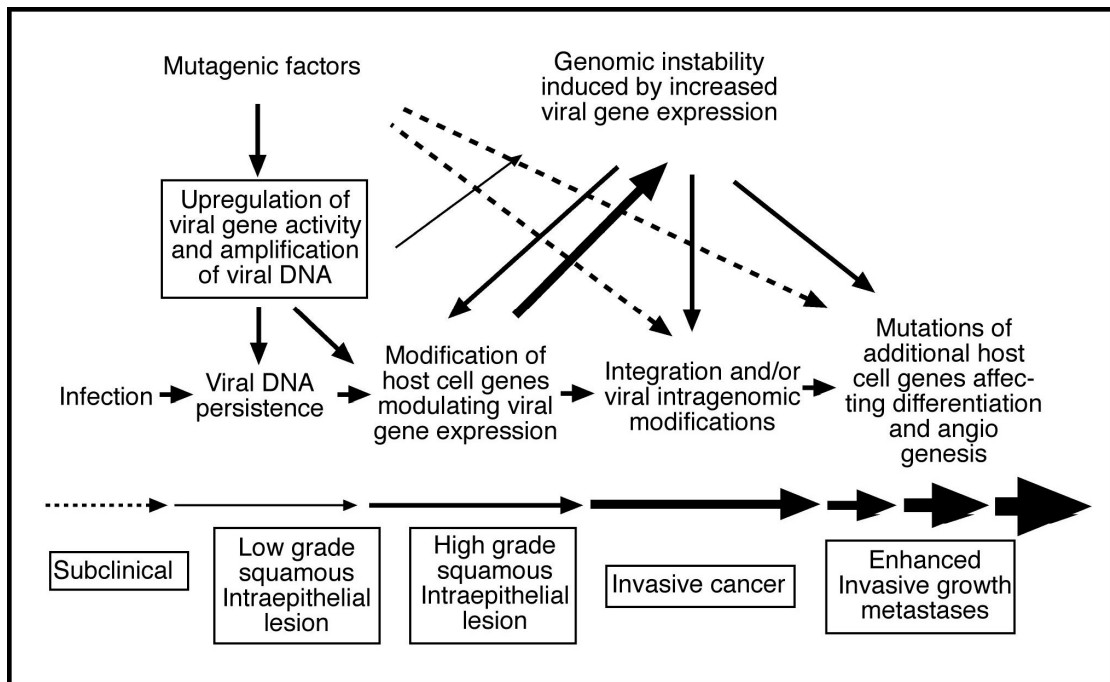 Mutagenic factors
Genomic instability
induced by increased
viral gene expression
Upregulation of
viral gene activity
and amplification
of viral DNA
Infection
Viral DNA
persistence
Modification of
host cell genes
modulating viral
gene expression
Integration and/or
viral intragenomic
modifications
Mutations of
additional host
cell genes affec-
ting differentiation
and angio
genesis
Subclinical
Low grade
squamous
Intraepithelial
lesion
High grade
squamous
Intraepithelial
lesion
Invasive cancer
Enhanced
Invasive growth
metastases